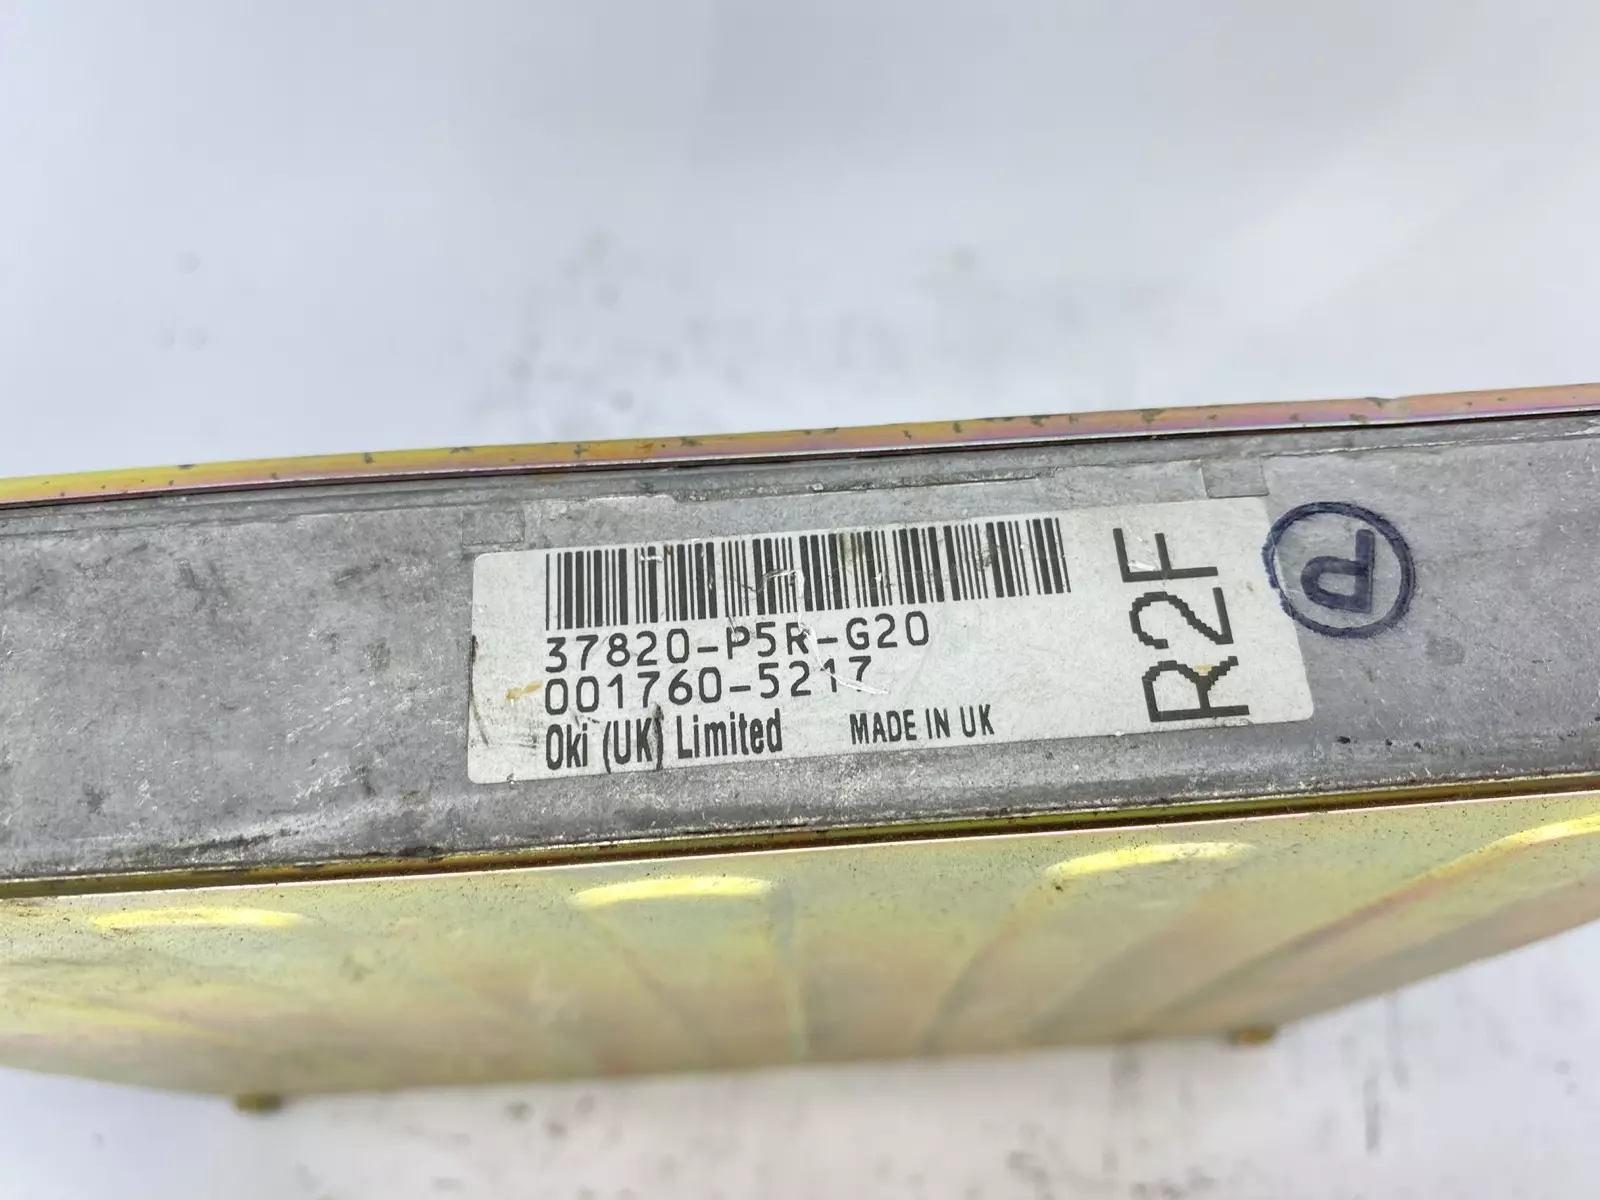 37820-P5R-G20
001760-5217
Oki (UK) Limited MADE IN UK
R2F
P